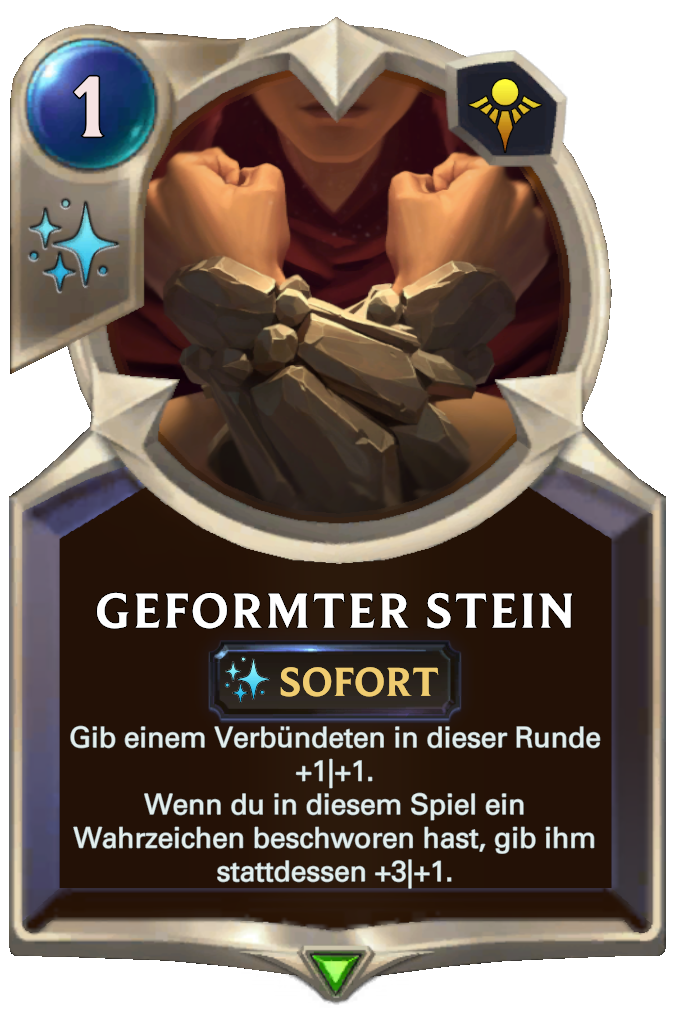 1
GEFORMTER STEIN
SOFORT
Gib einem Verbündeten in dieser Runde
+1|+1.
Wenn du in diesem Spiel ein
Wahrzeichen beschworen hast, gib ihm
stattdessen +3|+1.